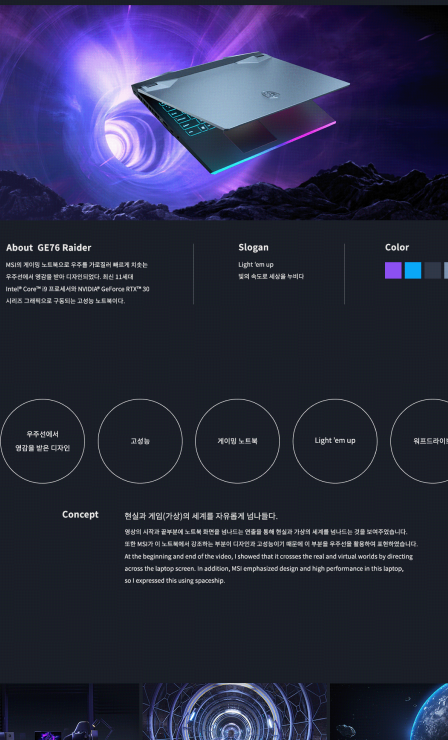 About GE76 Raider
MSI의 게이밍 노트북으로 우주를 가로질러 빠르게 치솟는
우주선에서 영감을 받아 디자인되었다. 최신 11세대
Intel® Core™ i9 프로세서와 NVIDIA® GeForce RTX™ 30
시리즈 그래픽으로 구동되는 고성능 노트북이다.
Slogan
Light 'em up
빛의 속도로 세상을 누비다
Color
우주선에서
영감을 받은 디자인
고성능
게이밍 노트북
Light 'em up
워프드라이브
Concept
현실과 게임(가상)의 세계를 자유롭게 넘나들다.
영상의 시작과 끝부분에 노트북 화면을 넘나드는 연출을 통해 현실과 가상의 세계를 넘나드는 것을 보여주었습니다.
또한 MSI가 이 노트북에서 강조하는 부분이 디자인과 고성능이기 때문에 이 부분을 우주선을 활용하여 표현하였습니다.
At the beginning and end of the video, I showed that it crosses the real and virtual worlds by directing
across the laptop screen. In addition, MSI emphasized design and high performance in this laptop,
so I expressed this using spaceship.